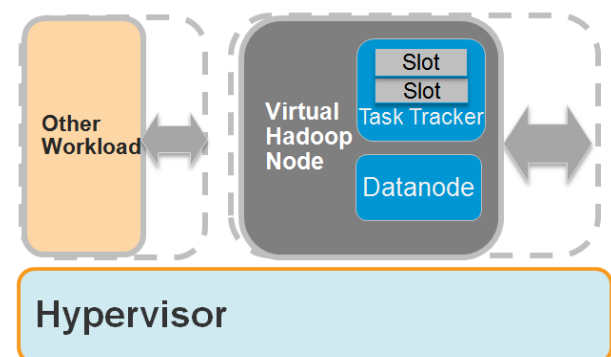 Other
Workload
Virtual
Hadoop
Node
Slot
Slot
Task Tracker
Datanode
Hypervisor